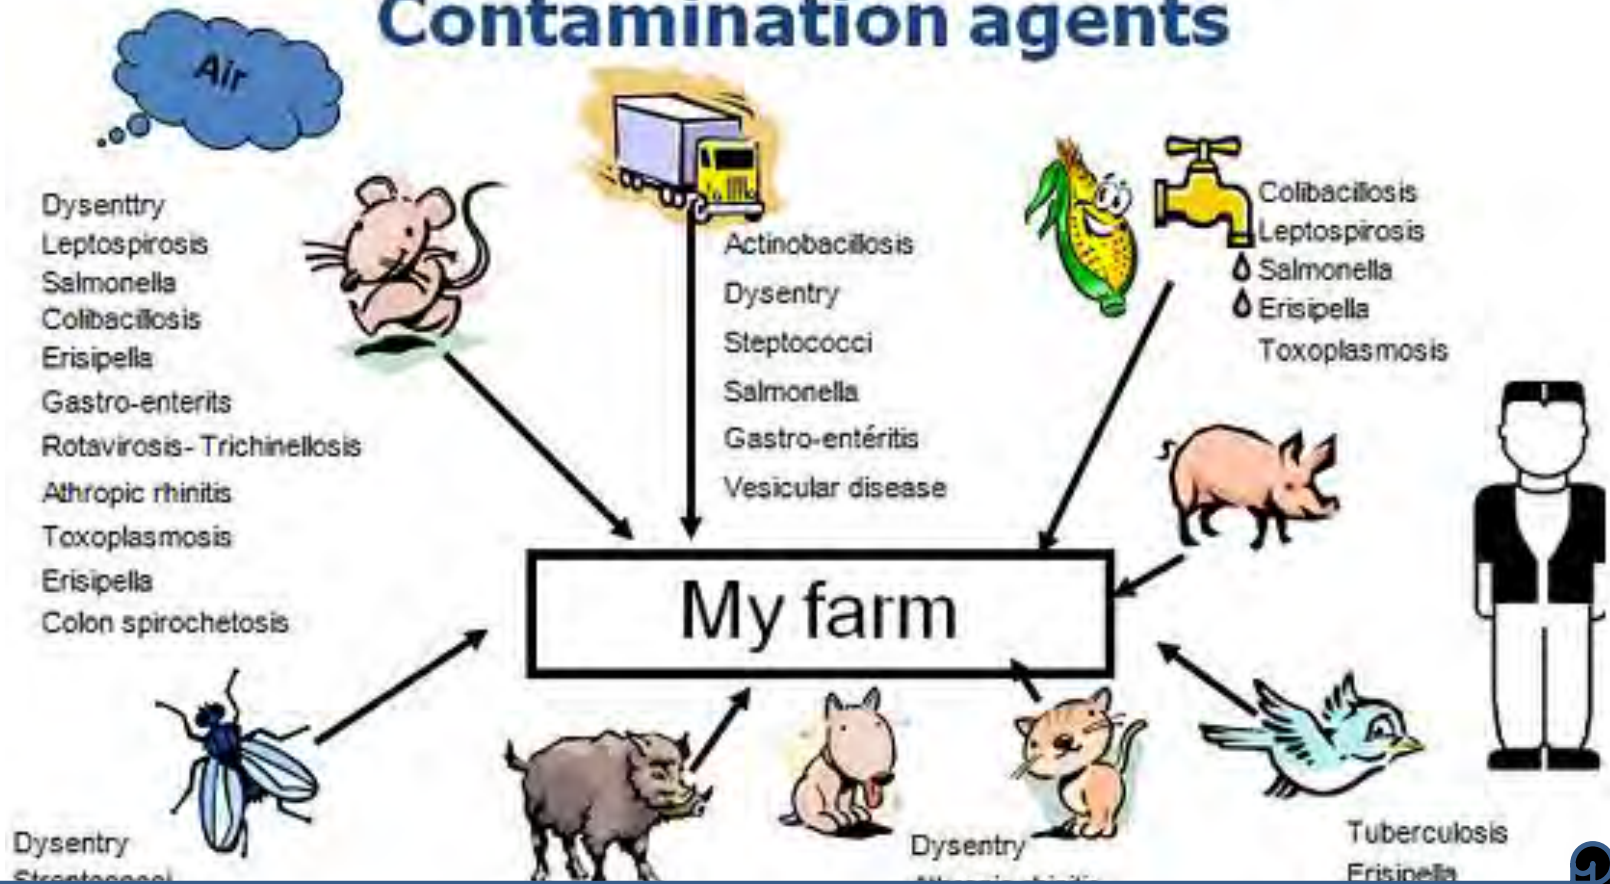 Contamination agents
Air
Dysenttry
Leptospirosis
Salmonella
Colibacillosis
Erisipella
Gastro-enterits
Rotavirosis- Trichinellosis
Athropic rhinitis
Toxoplasmosis
Erisipella
Colon spirochetosis
Actinobacillosis
Dysentry
Steptococci
Salmonella
Gastro-entéritis
Vesicular disease
Colibacillosis
Leptospirosis
Salmonella
Erisipella
Toxoplasmosis
My farm
Dysentry
Dysentry
Tuberculosis
Erisipella